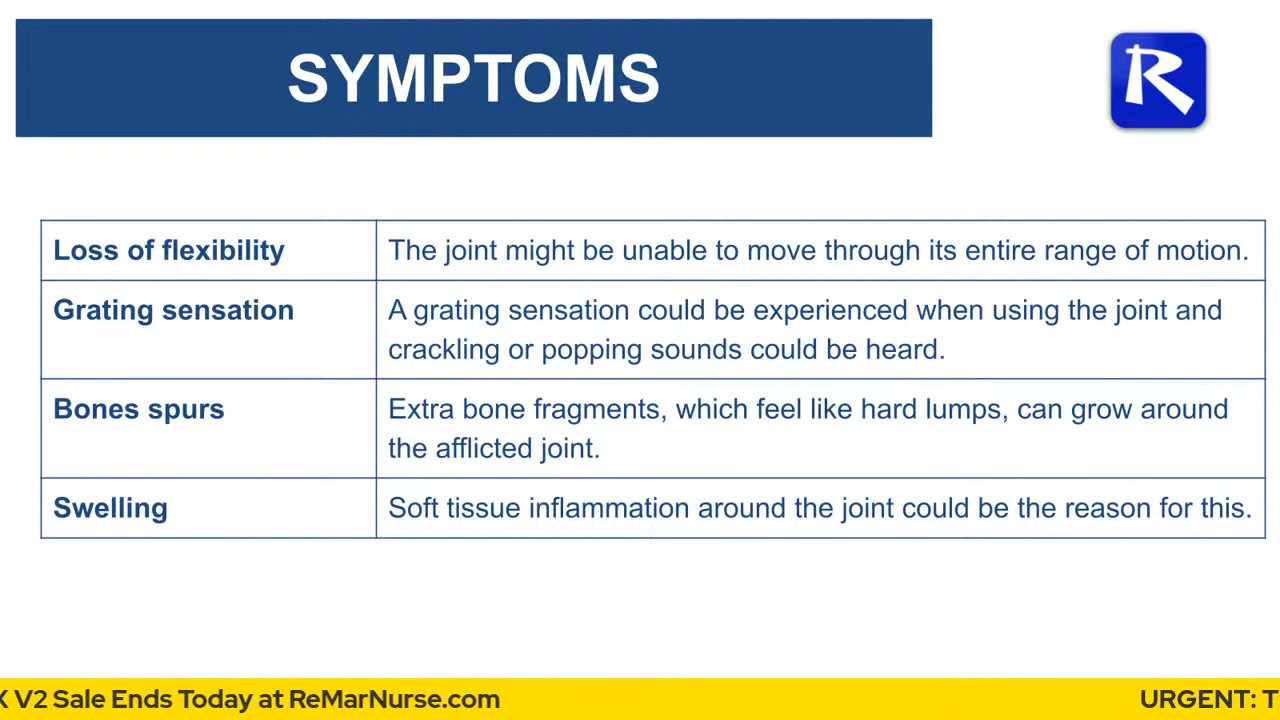 SYMPTOMS
R
Loss of flexibility
The joint might be unable to move through its entire range of motion.
Grating sensation
A grating sensation could be experienced when using the joint and
crackling or popping sounds could be heard.
Bones spurs
Extra bone fragments, which feel like hard lumps, can grow around
the afflicted joint.
Swelling
Soft tissue inflammation around the joint could be the reason for this.
X V2 Sale Ends Today at ReMarNurse.com
URGENT: T